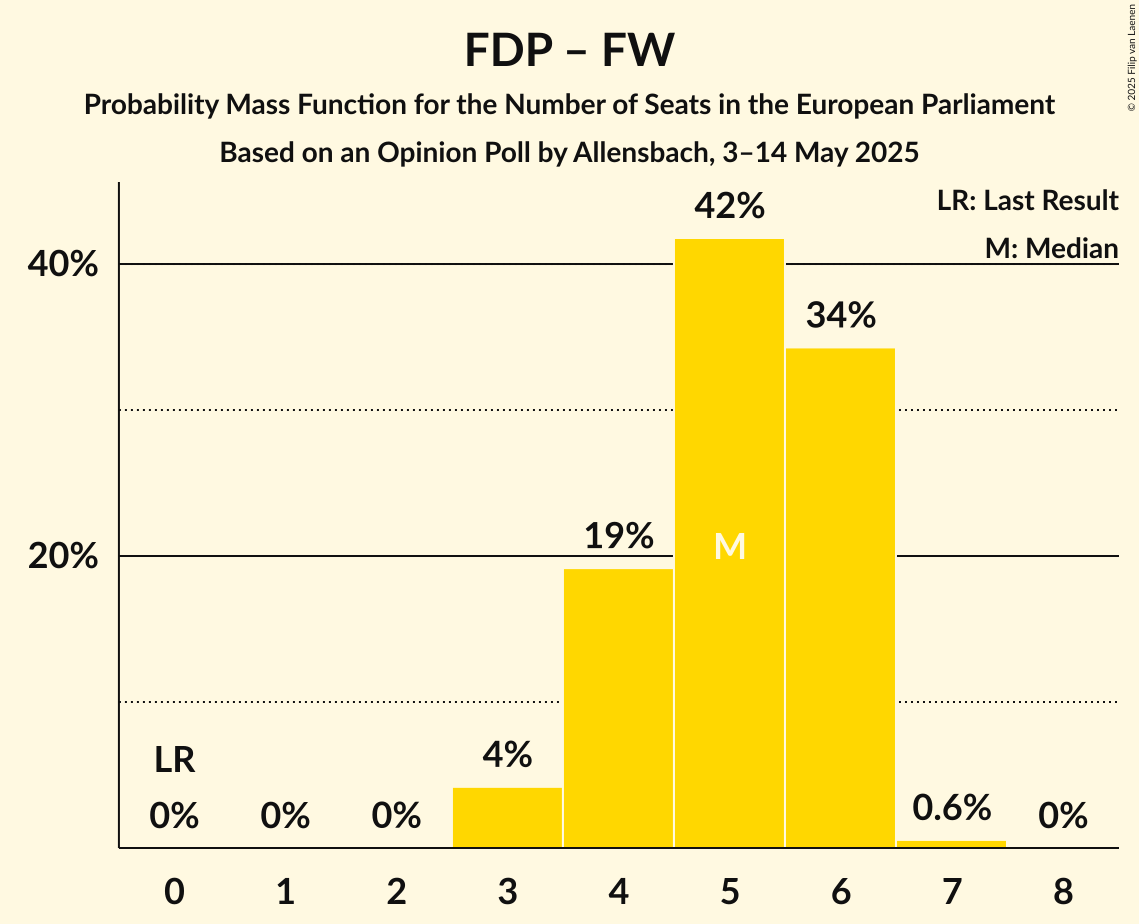 FDP – FW
Probability Mass Function for the Number of Seats in the European Parliament
Based on an Opinion Poll by Allensbach, 3–14 May 2025
© 2025 Filip van Laenen
LR: Last Result
M: Median
42%
40%
34%
19%
M
20%
LR
4%
0%
0%
0%
0.6%
0%
0
1
2
3
4
5
6
7
8